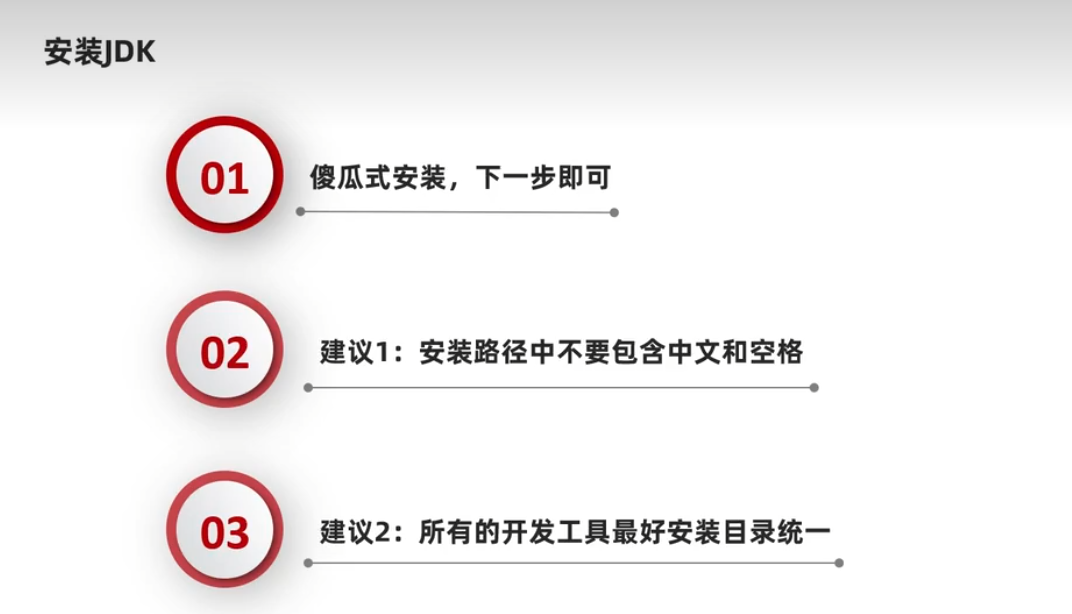 安装JDK
01
傻瓜式安装，下一步即可
02
建议1：安装路径中不要包含中文和空格
03
建议2：所有的开发工具最好安装目录统一